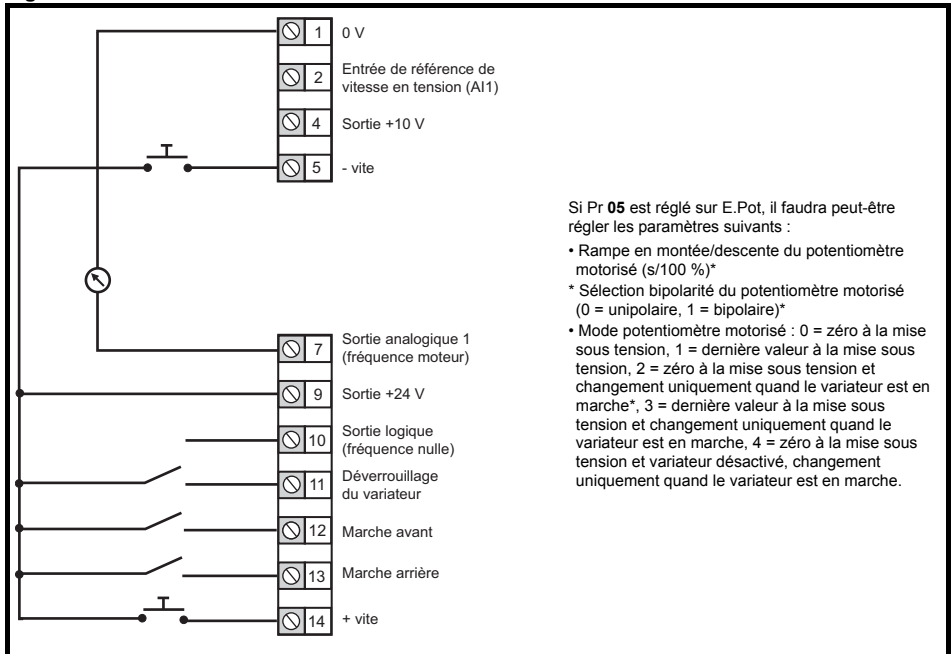 1 0 V
2 Entrée de référence de
vitesse en tension (AI1)
4 Sortie +10 V
5 - vite
7 Sortie analogique 1
(fréquence moteur)
9 Sortie +24 V
10 Sortie logique
(fréquence nulle)
11 Déverrouillage
du variateur
12 Marche avant
13 Marche arrière
14 + vite
Si Pr 05 est réglé sur E.Pot, il faudra peut-être
régler les paramètres suivants :
• Rampe en montée/descente du potentiomètre
motorisé (s/100 %)*
* Sélection bipolarité du potentiomètre motorisé
(0 = unipolaire, 1 = bipolaire)*
• Mode potentiomètre motorisé : 0 = zéro à la mise
sous tension, 1 = dernière valeur à la mise sous
tension, 2 = zéro à la mise sous tension et
changement uniquement quand le variateur est en
marche*, 3 = dernière valeur à la mise sous
tension et changement uniquement quand le
variateur est en marche, 4 = zéro à la mise sous
tension et variateur désactivé, changement
uniquement quand le variateur est en marche.